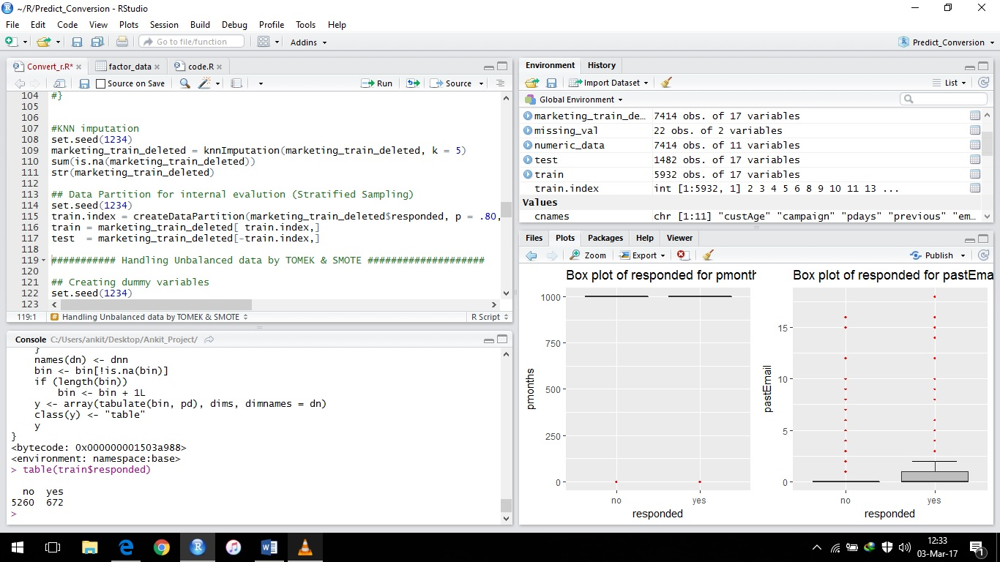 ~/R/Predict_Conversion - RStudio
File Edit Code View Plots Session Build Debug Profile Tools Help
Go to file/function Addins Predict_Conversion
Convert_r.R* factor_data code.R
Source on Save Run Source
104 #}
105
106
107 #KNN imputation
108 set.seed(1234)
109 marketing_train_deleted = knnImputation(marketing_train_deleted, k = 5)
110 sum(is.na(marketing_train_deleted))
111 str(marketing_train_deleted)
112
113 ## Data Partition for internal evalution (Stratified Sampling)
114 set.seed(1234)
115 train.index = createDataPartition(marketing_train_deleted$responded, p = .80,
116 train = marketing_train_deleted[ train.index,]
117 test  = marketing_train_deleted[-train.index,]
118
119 ########### Handling Unbalanced data by TOMEK & SMOTE ####################
120
121 ## Creating dummy variables
122 set.seed(1234)
123
119:1 # Handling Unbalanced data by TOMEK & SMOTE R Script
Console C:/Users/ankit/Desktop/Ankit_Project/
}
names(dn) <- dnn
bin <- bin[!is.na(bin)]
if (length(bin))
bin <- bin + 1L
y <- array(tabulate(bin, pd), dims, dimnames = dn)
class(y) <- "table"
y
}
<bytecode: 0x000000001503a988>
<environment: namespace:base>
> table(train$responded)
no yes
5260 672
>
Environment History
Import Dataset List
Global Environment
marketing_train_de... 7414 obs. of 17 variables
missing_val 22 obs. of 2 variables
numeric_data 7414 obs. of 11 variables
test 1482 obs. of 17 variables
train 5932 obs. of 17 variables
train.index int [1:5932, 1] 2 3 4 5 6 8 9 10 11 13 ...
Values
cnames chr [1:11] "custAge" "campaign" "pdays" "previous" "em...
Files Plots Packages Help Viewer
Zoom Export Publish
Box plot of responded for pmonth
1000
750
500
250
0
pmonths
no yes
responded
Box plot of responded for pastEma
15
10
5
0
pastEmail
no yes
responded
12:33
03-Mar-17
1